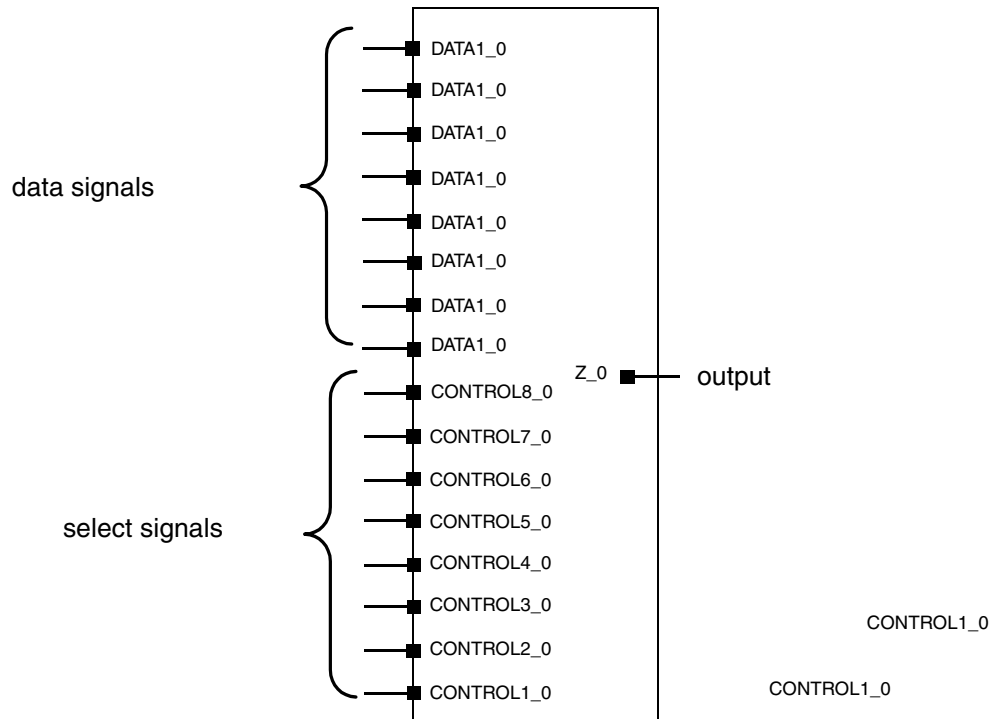 DATA1_0
DATA1_0
DATA1_0
DATA1_0
data signals
DATA1_0
DATA1_0
DATA1_0
DATA1_0
Z_0
output
CONTROL8_0
CONTROL7_0
CONTROL6_0
CONTROL5_0
select signals
CONTROL4_0
CONTROL3_0
CONTROL1_0
CONTROL2_0
CONTROL1_0
CONTROL1_0